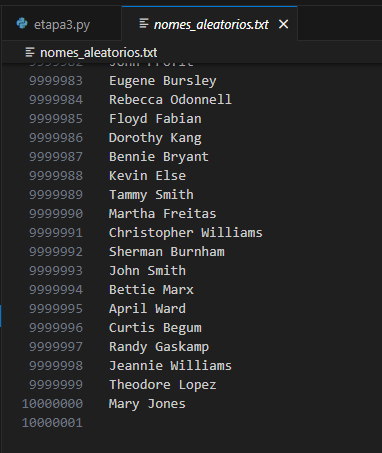 etapa3.py
nomes_aleatorios.txt
nomes_aleatorios.txt
9999982 John Profit
9999983 Eugene Bursley
9999984 Rebecca Odonnell
9999985 Floyd Fabian
9999986 Dorothy Kang
9999987 Bennie Bryant
9999988 Kevin Else
9999989 Tammy Smith
9999990 Martha Freitas
9999991 Christopher Williams
9999992 Sherman Burnham
9999993 John Smith
9999994 Bettie Marx
9999995 April Ward
9999996 Curtis Begum
9999997 Randy Gaskamp
9999998 Jeannie Williams
9999999 Theodore Lopez
10000000 Mary Jones
10000001